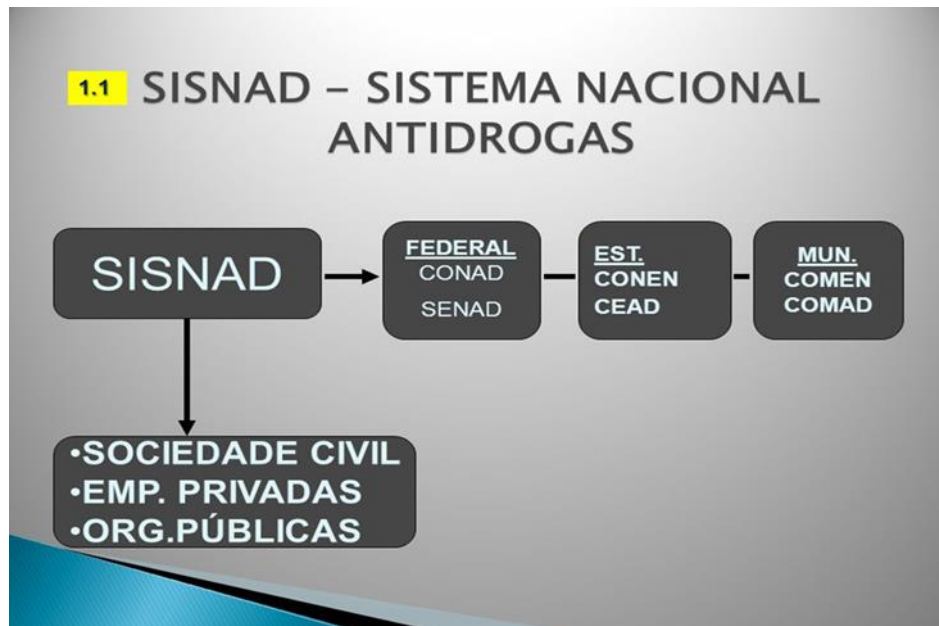 1.1 SISNAD – SISTEMA NACIONAL
ANTIDROGAS
SISNAD
FEDERAL
CONAD
SENAD
EST.
CONEN
CEAD
MUN.
COMEN
COMAD
•SOCIEDADE CIVIL
•EMP. PRIVADAS
•ORG.PÚBLICAS